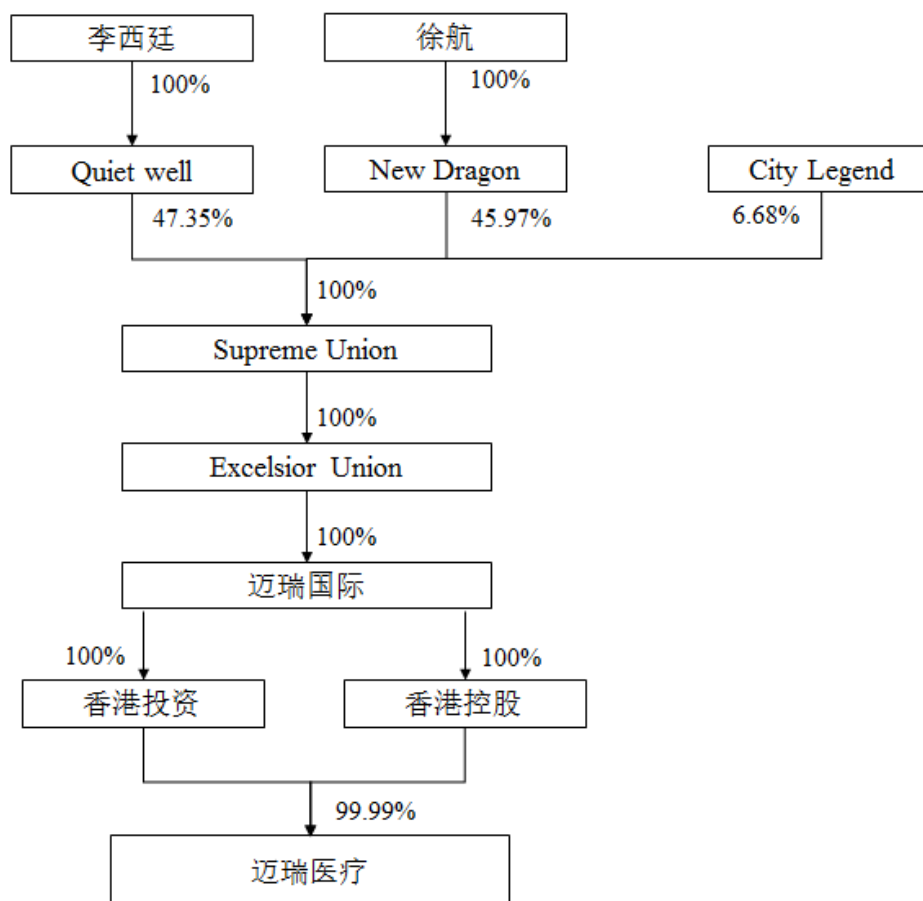 李西廷
徐航
100%
100%
Quiet well
New Dragon
City Legend
47.35%
45.97%
6.68%
100%
Supreme Union
100%
Excelsior Union
100%
迈瑞国际
100%
100%
香港投资
香港控股
99.99%
迈瑞医疗